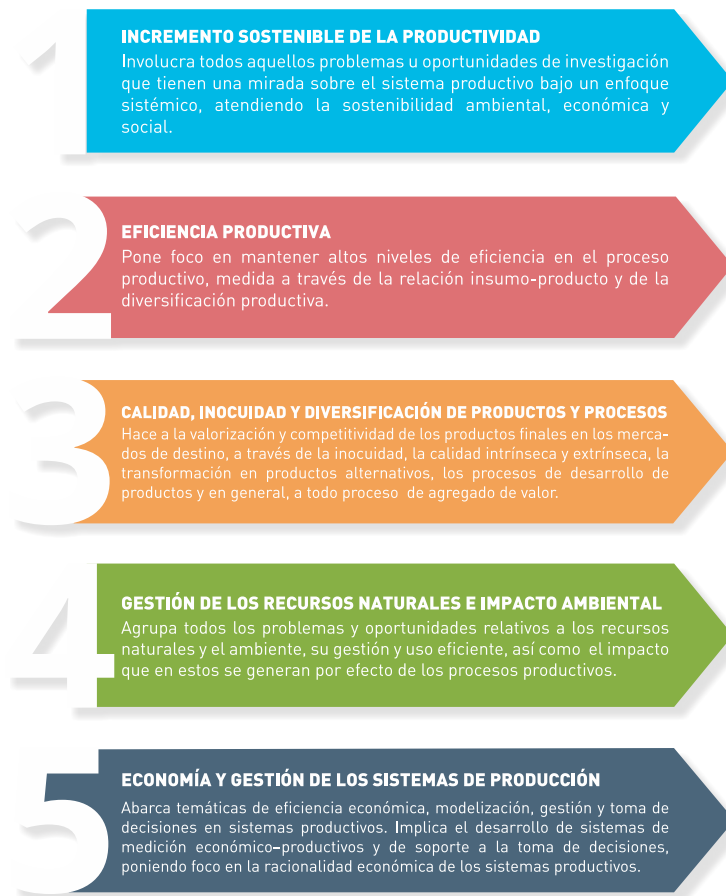 1
INCREMENTO SOSTENIBLE DE LA PRODUCTIVIDAD
Involucra todos aquellos problemas u oportunidades de investigación
que tienen una mirada sobre el sistema productivo bajo un enfoque
sistémico, atendiendo la sostenibilidad ambiental, económica y
social.
2
EFICIENCIA PRODUCTIVA
Pone foco en mantener altos niveles de eficiencia en el proceso
productivo, medida a través de la relación insumo-producto y de la
diversificación productiva.
3
CALIDAD, INOCUIDAD Y DIVERSIFICACIÓN DE PRODUCTOS Y PROCESOS
Hace a la valorización y competitividad de los productos finales en los merca-
dos de destino, a través de la inocuidad, la calidad intrínseca y extrínseca, la
transformación en productos alternativos, los procesos de desarrollo de
productos y en general, a todo proceso de agregado de valor.
4
GESTIÓN DE LOS RECURSOS NATURALES E IMPACTO AMBIENTAL
Agrupa todos los problemas y oportunidades relativos a los recursos
naturales y el ambiente, su gestión y uso eficiente, así como el impacto
que en estos se generan por efecto de los procesos productivos.
5
ECONOMÍA Y GESTIÓN DE LOS SISTEMAS DE PRODUCCIÓN
Abarca temáticas de eficiencia económica, modelización, gestión y toma de
decisiones en sistemas productivos. Implica el desarrollo de sistemas de
medición económico-productivos y de soporte a la toma de decisiones,
poniendo foco en la racionalidad económica de los sistemas productivos.